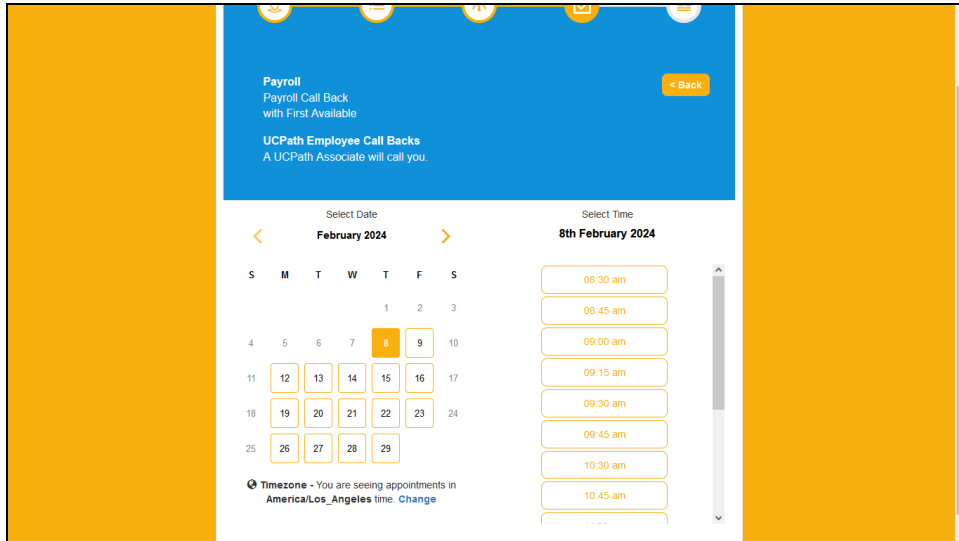 Payroll
Payroll Call Back
with First Available
< Back
UCPath Employee Call Backs
A UCPath Associate will call you.
Select Date
February 2024
S M T W T F S
1 2 3
4 5 6 7 8 9 10
11 12 13 14 15 16 17
18 19 20 21 22 23 24
25 26 27 28 29
Timezone - You are seeing appointments in
America/Los_Angeles time. Change
Select Time
8th February 2024
08:30 am
08:45 am
09:00 am
09:15 am
09:30 am
09:45 am
10:30 am
10:45 am